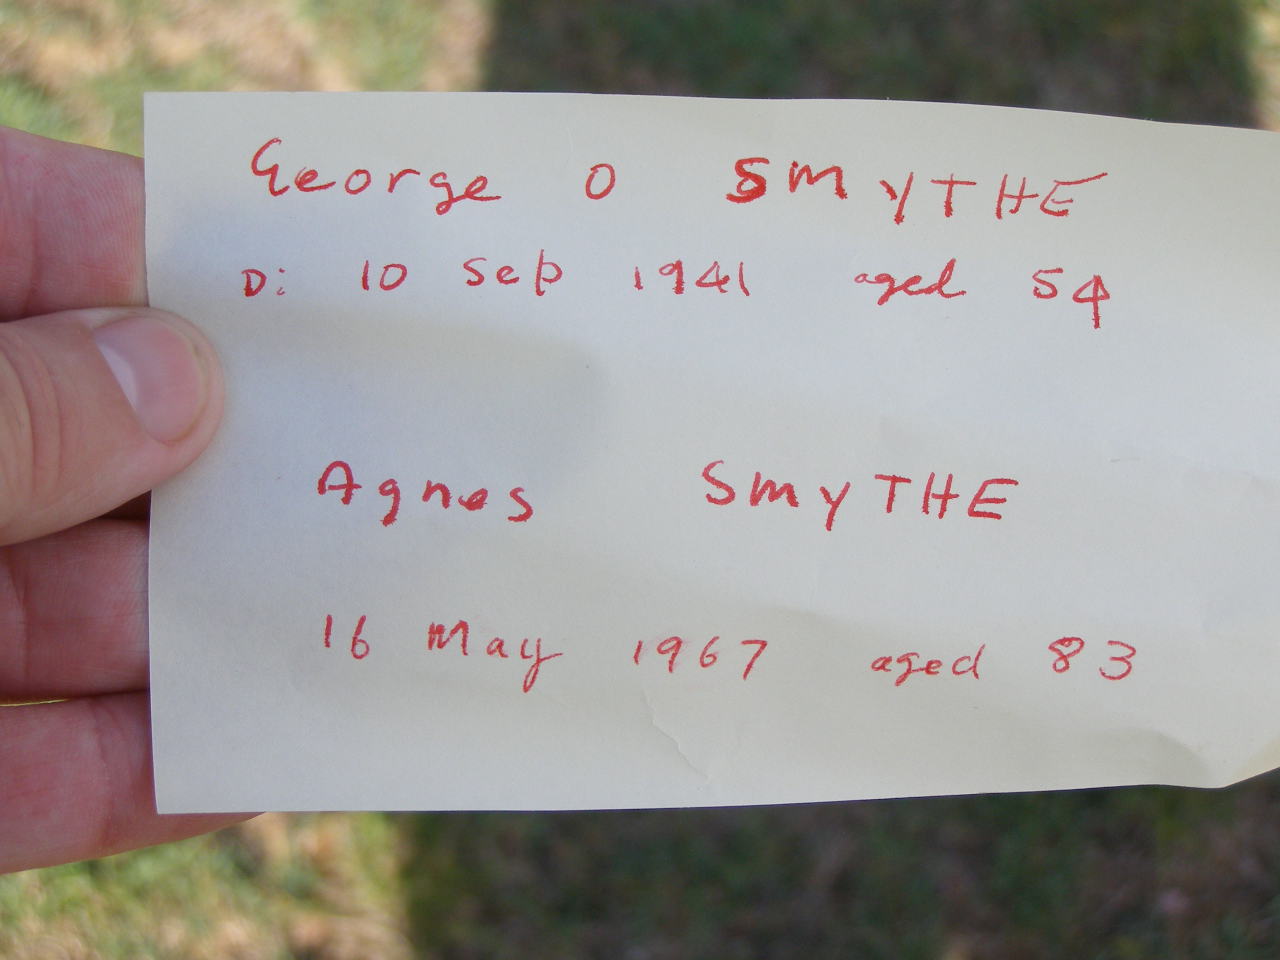 George O SMYTHE
D: 10 Sep 1941 aged 54
Agnes SMYTHE
16 May 1967 aged 83